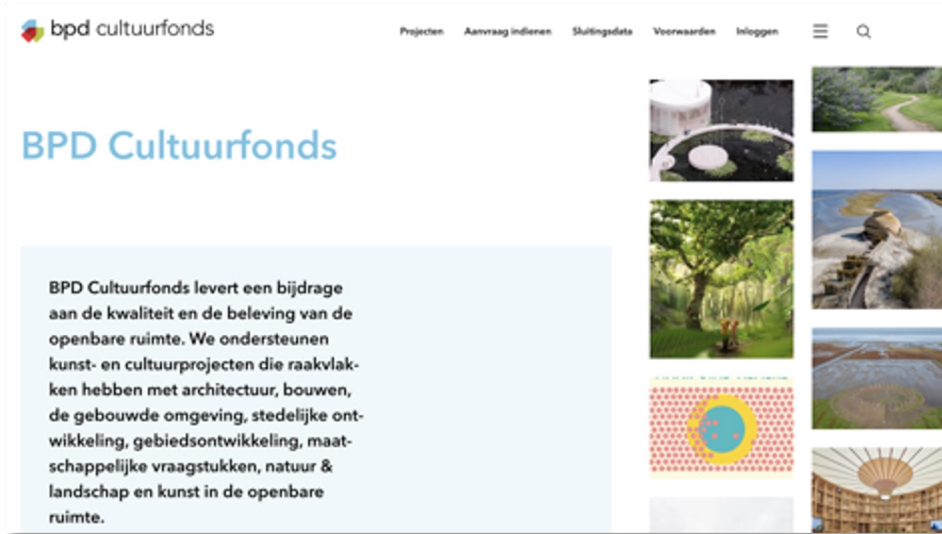 bpd cultuurfonds
Projecten Aanvraag indienen Sluitingsdata Voorwaarden Inloggen
BPD Cultuurfonds
BPD Cultuurfonds levert een bijdrage
aan de kwaliteit en de beleving van de
openbare ruimte. We ondersteunen
kunst- en cultuurprojecten die raakvlak-
ken hebben met architectuur, bouwen,
de gebouwde omgeving, stedelijke ont-
wikkeling, gebiedsontwikkeling, maat-
schappelijke vraagstukken, natuur &
landschap en kunst in de openbare
ruimte.